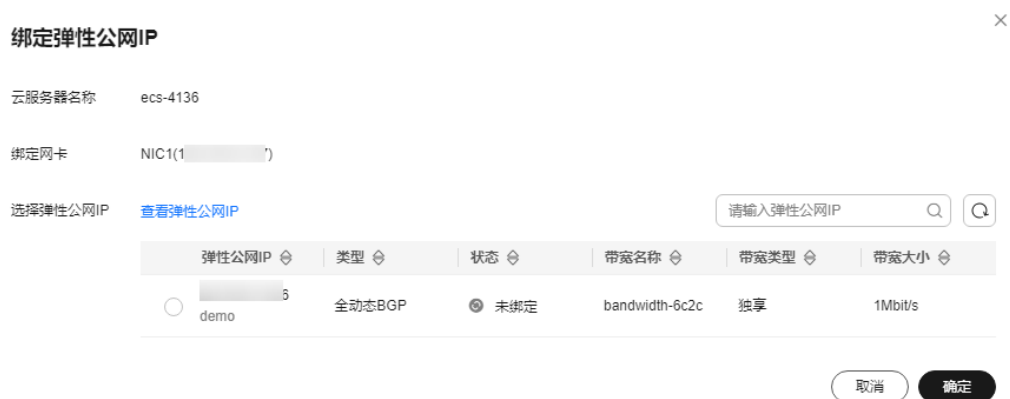 绑定弹性公网IP
云服务器名称 ecs-4136
绑定网卡 NIC1(1 7)
选择弹性公网IP 查看弹性公网IP 请输入弹性公网IP
弹性公网IP 类型 状态 带宽名称 带宽类型 带宽大小
6
demo 全动态BGP 未绑定 bandwidth-6c2c 独享 1Mbit/s
取消 确定